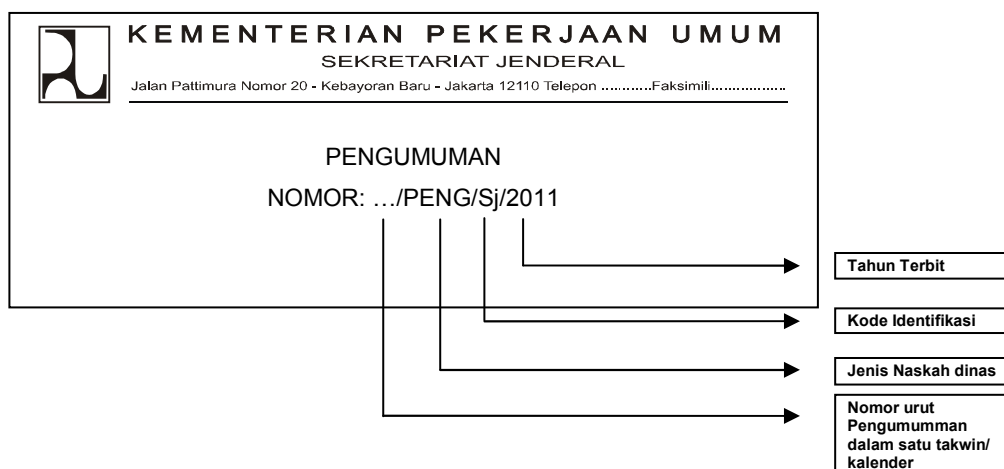 KEMENTERIAN PEKERJAAN UMUM
SEKRETARIAT JENDERAL
Jalan Pattimura Nomor 20 - Kebayoran Baru - Jakarta 12110 Telepon ............Faksimili..................
PENGUMUMAN
NOMOR: …/PENG/Sj/2011
Tahun Terbit
Kode Identifikasi
Jenis Naskah dinas
Nomor urut
Pengumumman
dalam satu takwin/
kalender